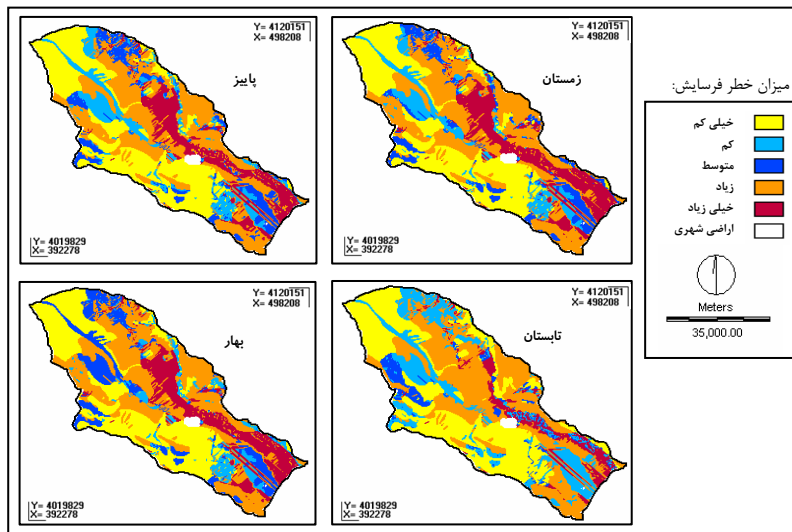 Y= 4120151
X= 498208
پاییز
Y= 4019829
X= 392278
Y= 4120151
X= 498208
زمستان
Y= 4019829
X= 392278
میزان خطر فرسایش:
خیلی کم
کم
متوسط
زیاد
خیلی زیاد
اراضی شهری
Meters
35,000.00
Y= 4120151
X= 498208
بهار
Y= 4019829
X= 392278
Y= 4120151
X= 498208
تابستان
Y= 4019829
X= 392278